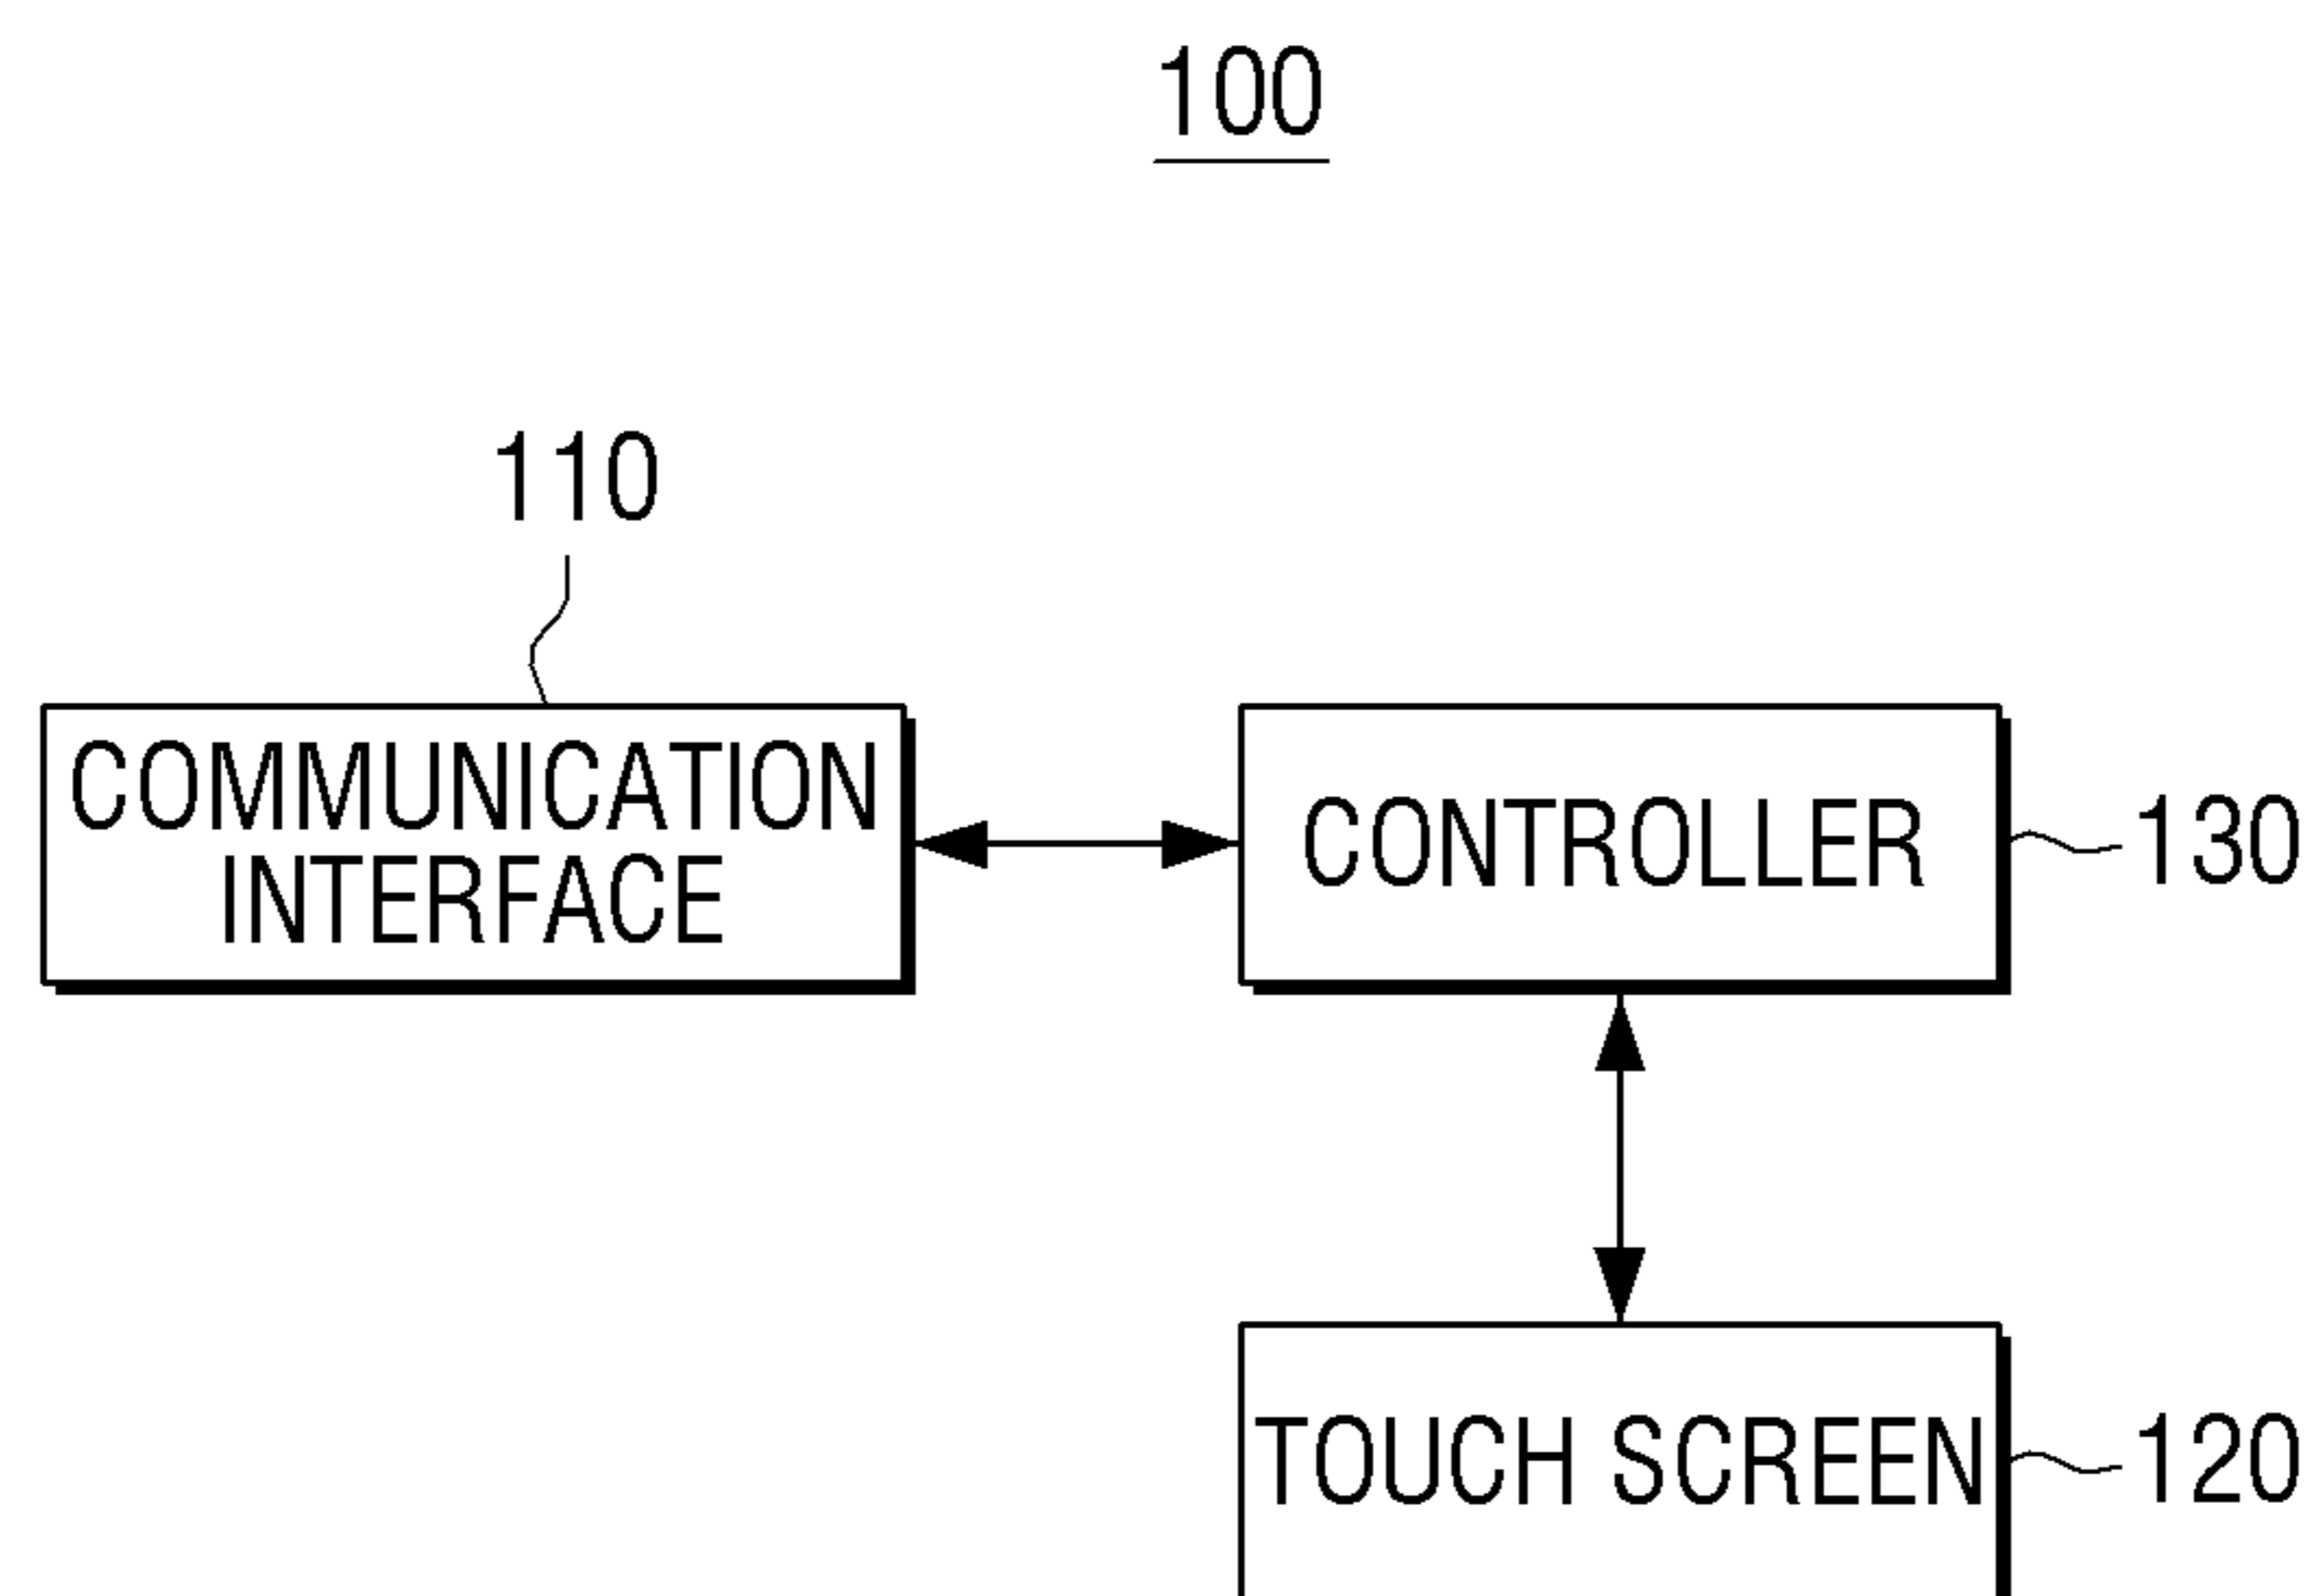 100
110
COMMUNICATION
INTERFACE
CONTROLLER
130
TOUCH SCREEN
120